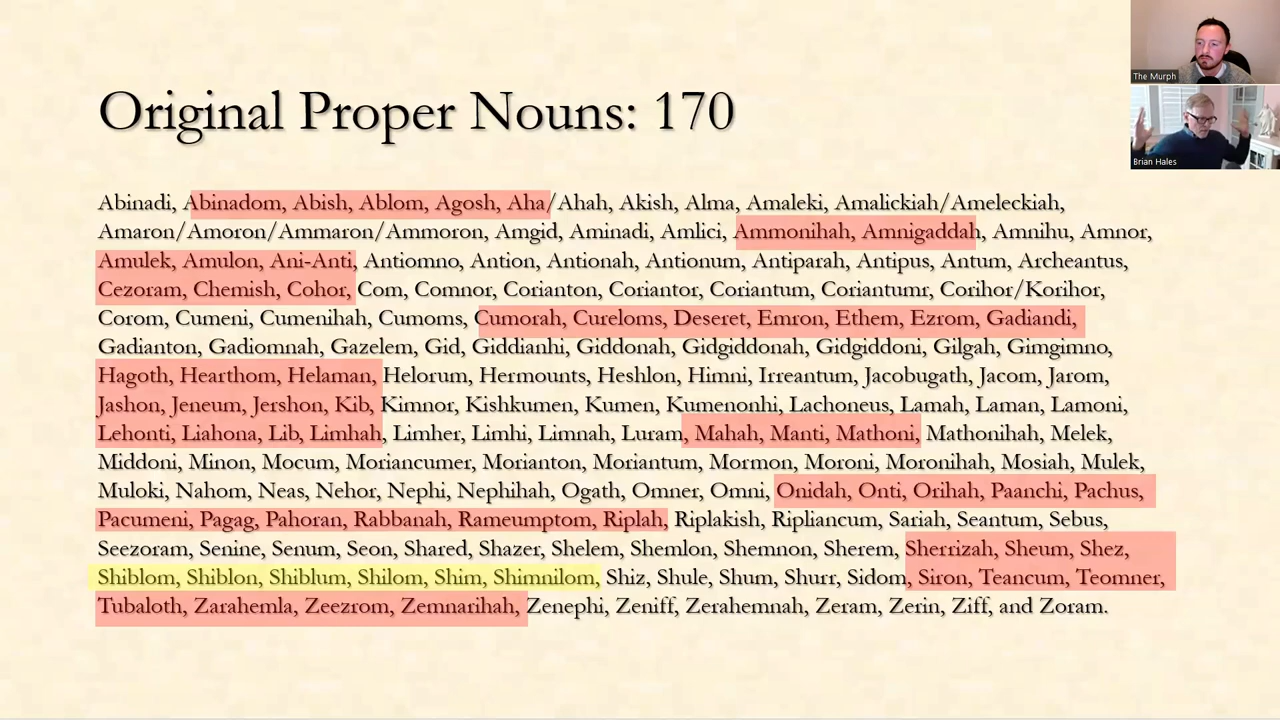 Original Proper Nouns: 170
The Murph
Brian Hales
Abinadi, Abinadom, Abish, Ablom, Agosh, Aha/Ahah, Akish, Alma, Amaleki, Amalickiah/Ameleckiah,
Amaron/Amoron/Ammaron/Ammoron, Amgid, Aminadi, Amlici, Ammonihah, Amnigaddah, Amnihu, Amnor,
Amulek, Amulon, Ani-Anti, Antiomno, Antion, Antionah, Antionum, Antiparah, Antipus, Antum, Archeantus,
Cezoram, Chemish, Cohor, Com, Comnor, Corianton, Coriantor, Coriantum, Coriantumr, Corihor/Korihor,
Corom, Cumeni, Cumenihah, Cumoms, Cumorah, Cureloms, Deseret, Emron, Ethem, Ezrom, Gadiandi,
Gadianton, Gadiomnah, Gazelem, Gid, Giddianhi, Giddonah, Gidgiddonah, Gidgiddoni, Gilgah, Gimgimno,
Hagoth, Hearthom, Helaman, Helorum, Hermounts, Heshlon, Himni, Irreantum, Jacobugath, Jacom, Jarom,
Jashon, Jeneum, Jershon, Kib, Kimnor, Kishkumen, Kumen, Kumenonhi, Lachoneus, Lamah, Laman, Lamoni,
Lehonti, Liahona, Lib, Limhah, Limher, Limhi, Limnah, Luram, Mahah, Manti, Mathoni, Mathonihah, Melek,
Middoni, Minon, Mocum, Moriancumer, Morianton, Moriantum, Mormon, Moroni, Moronihah, Mosiah, Mulek,
Muloki, Nahom, Neas, Nehor, Nephi, Nephihah, Ogath, Omner, Omni, Onidah, Onti, Orihah, Paanchi, Pachus,
Pacumeni, Pagag, Pahoran, Rabbanah, Rameumptom, Riplah, Riplakish, Ripliancum, Sariah, Seantum, Sebus,
Seezoram, Senine, Senum, Seon, Shared, Shazer, Shelem, Shemlon, Shemnon, Sherem, Sherrizah, Sheum, Shez,
Shiblom, Shiblon, Shiblum, Shilom, Shim, Shimnilom, Shiz, Shule, Shum, Shurr, Sidom, Siron, Teancum, Teomner,
Tubaloth, Zarahemla, Zeezrom, Zemnarihah, Zenephi, Zeniff, Zerahemnah, Zeram, Zerin, Ziff, and Zoram.